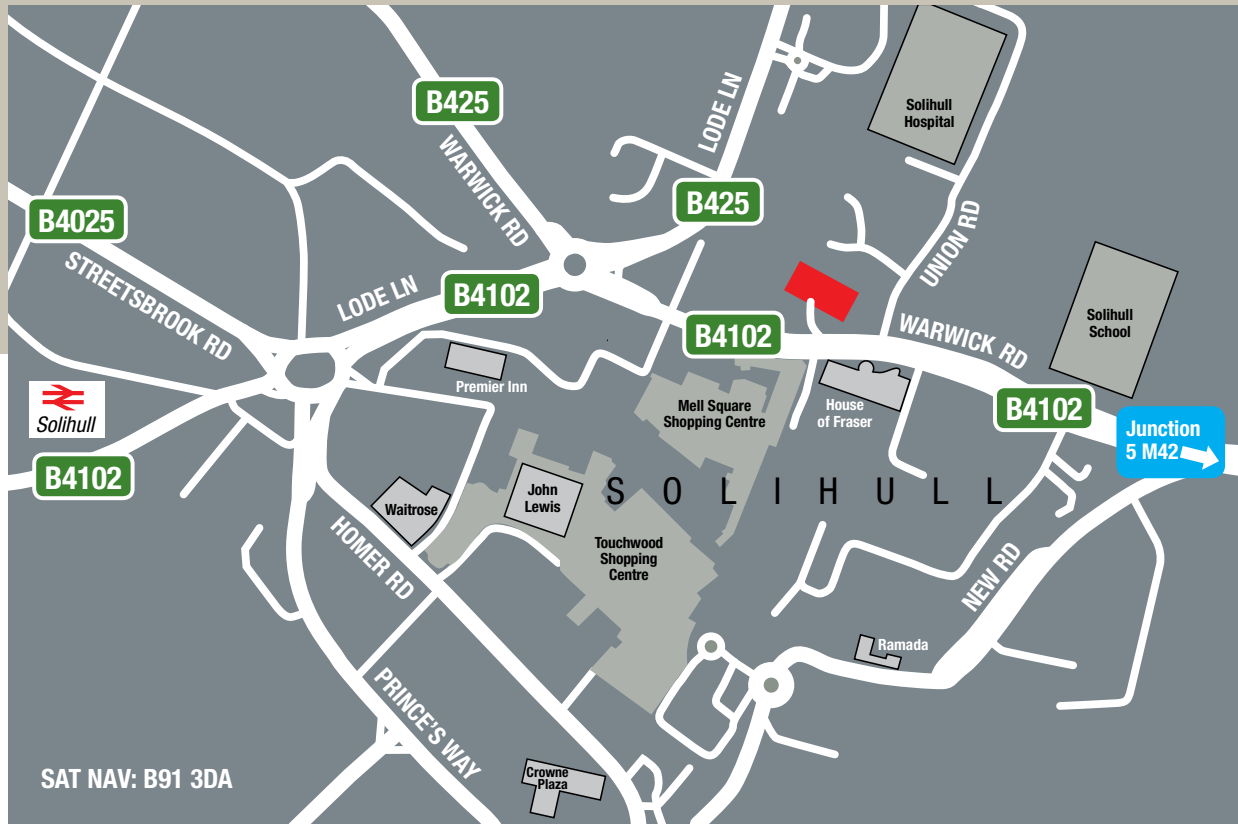 B425
LODE LN
Solihull
Hospital
WARWICK RD
B425
B4025
UNION RD
STREETSBROOK RD
LODE LN
B4102
B4102
WARWICK RD
Solihull
School
Premier Inn
Solihull
Mell Square
Shopping Centre
House
of Fraser
B4102
Junction
5 M42
B4102
Waitrose
John
Lewis
SOLIHULL
HOMER RD
Touchwood
Shopping
Centre
NEW RD
Ramada
PRINCE'S WAY
Crowne
Plaza
SAT NAV: B91 3DA